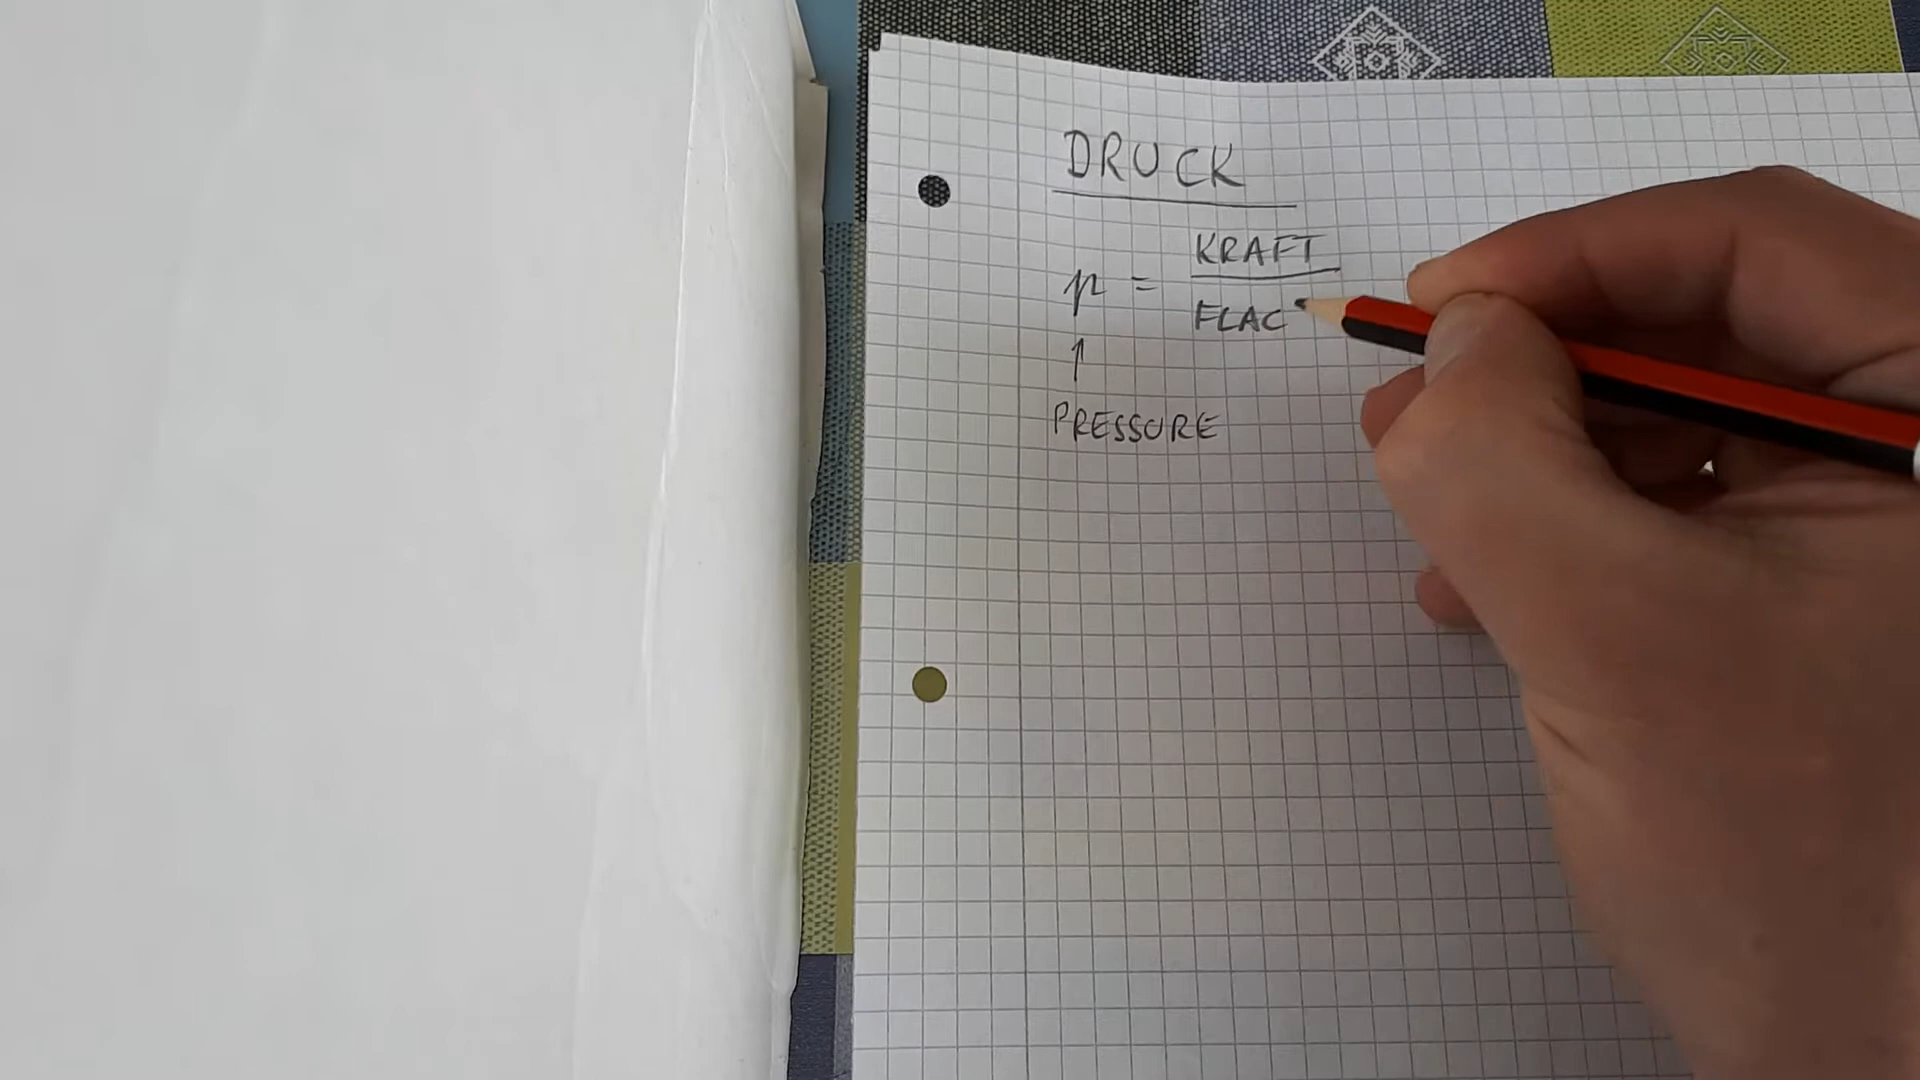 DRUCK
p = KRAFT
FLAC
↑
PRESSURE